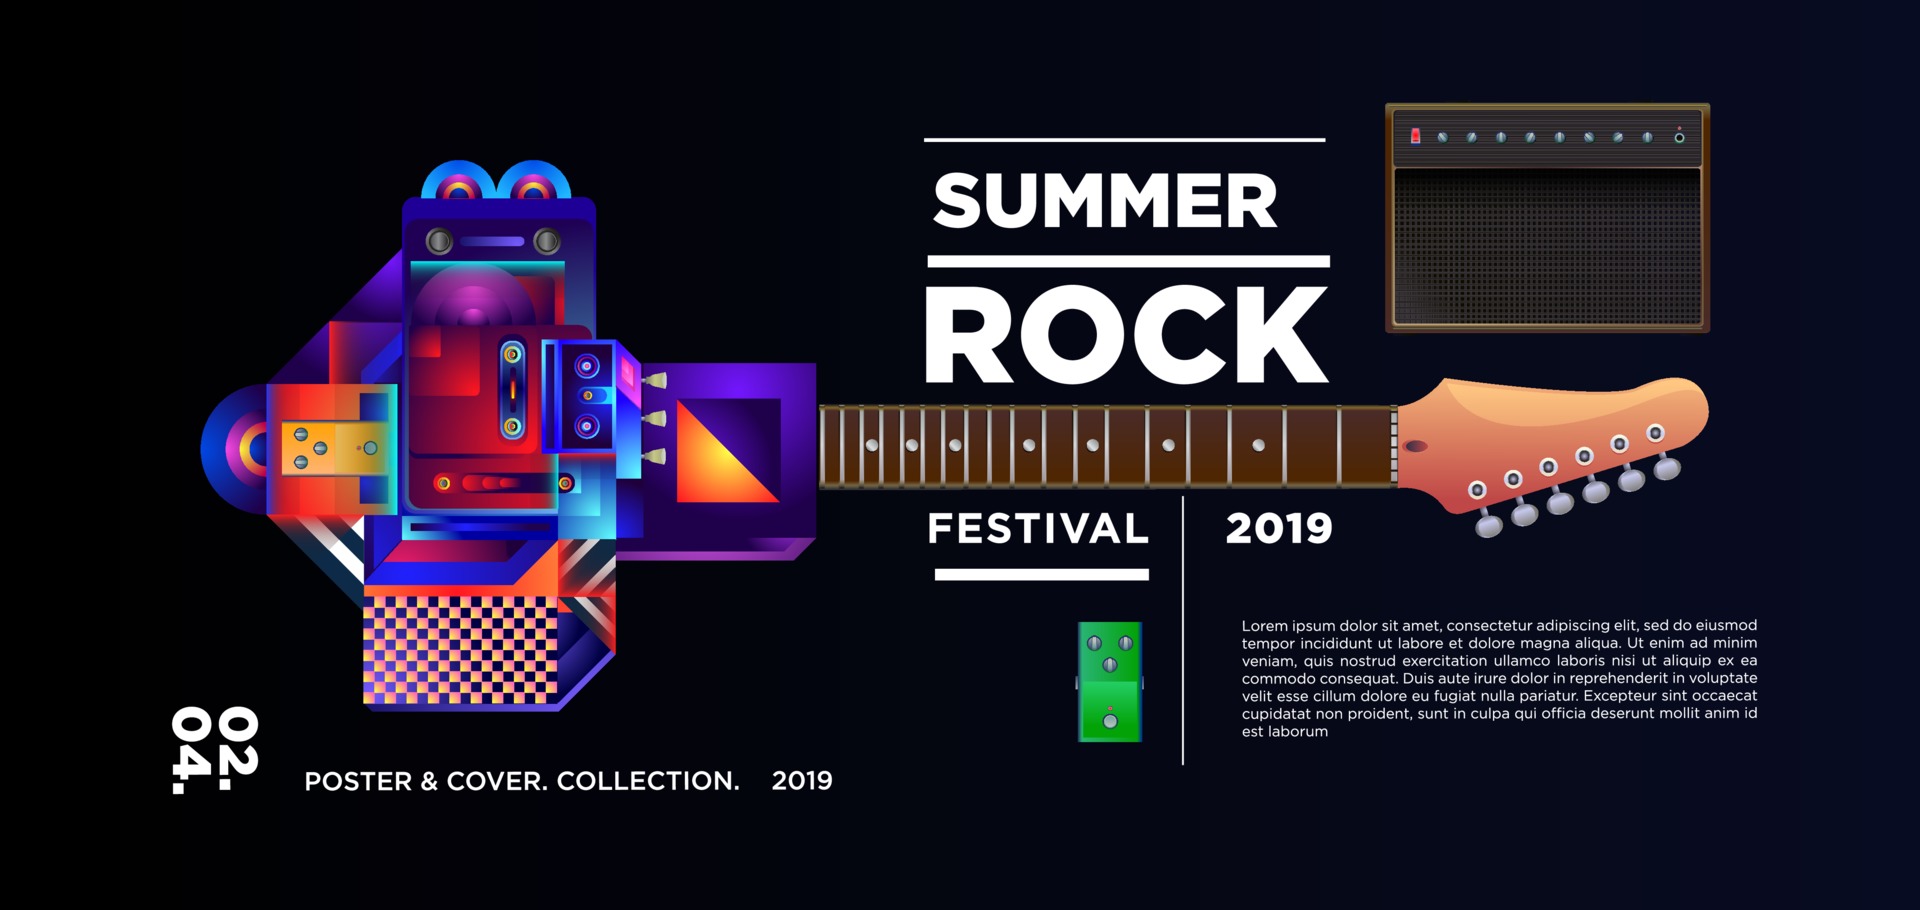 SUMMER
ROCK
FESTIVAL
2019
Lorem ipsum dolor sit amet, consectetur adipiscing elit, sed do eiusmod
tempor incididunt ut labore et dolore magna aliqua. Ut enim ad minim
veniam, quis nostrud exercitation ullamco laboris nisi ut aliquip ex ea
commodo consequat. Duis aute irure dolor in reprehenderit in voluptate
velit esse cillum dolore eu fugiat nulla pariatur. Excepteur sint occaecat
cupidatat non proident, sunt in culpa qui officia deserunt mollit anim id
est laborum
02.
04.
POSTER & COVER. COLLECTION. 2019